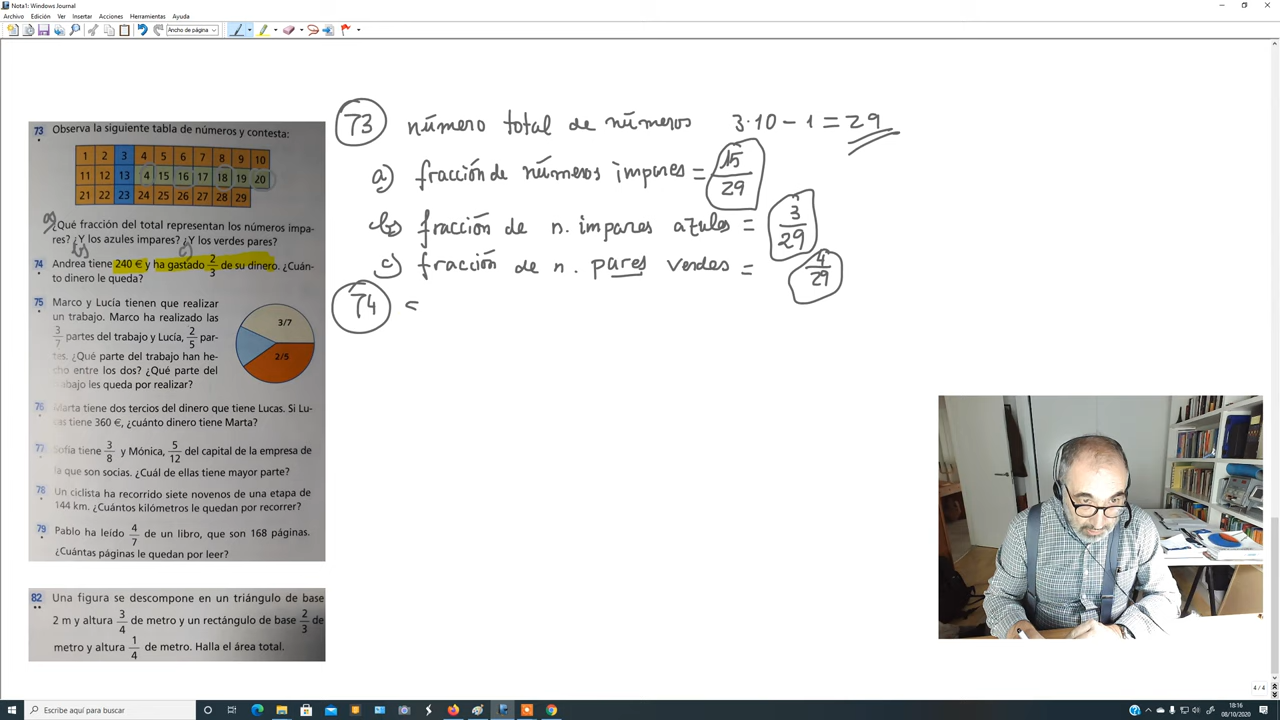 Nota1: Windows Journal
Archivo Edición Ver Insertar Acciones Herramientas Ayuda
Ancho de página
73 Observa la siguiente tabla de números y contesta:
1 2 3 4 5 6 7 8 9 10
11 12 13 4 15 16 17 18 19 20
21 22 23 24 25 26 27 28 29
a) ¿Qué fracción del total representan los números impa-
res? ¿Y los azules impares? ¿Y los verdes pares?
b) c)
74 Andrea tiene 240 € y ha gastado 2/3 de su dinero. ¿Cuán-
to dinero le queda?
75 Marco y Lucía tienen que realizar
un trabajo. Marco ha realizado las
3/7 partes del trabajo y Lucía, 2/5 par-
tes. ¿Qué parte del trabajo han he-
cho entre los dos? ¿Qué parte del
trabajo les queda por realizar?
3/7
2/5
76 Marta tiene dos tercios del dinero que tiene Lucas. Si Lu-
cas tiene 360 €, ¿cuánto dinero tiene Marta?
77 Sofía tiene 3/8 y Mónica, 5/12 del capital de la empresa de
la que son socias. ¿Cuál de ellas tiene mayor parte?
78 Un ciclista ha recorrido siete novenos de una etapa de
144 km. ¿Cuántos kilómetros le quedan por recorrer?
79 Pablo ha leído 4/7 de un libro, que son 168 páginas.
¿Cuántas páginas le quedan por leer?
82 Una figura se descompone en un triángulo de base
2 m y altura 3/4 de metro y un rectángulo de base 2/3 de
metro y altura 1/4 de metro. Halla el área total.
73 número total de números 3·10 – 1 = 29
a) fracción de números impares = 15/29
b) fracción de n. impares azules = 3/29
c) fracción de n. pares verdes = 4/29
74 =
4 / 4
Escribe aquí para buscar
18:16
08/10/2020